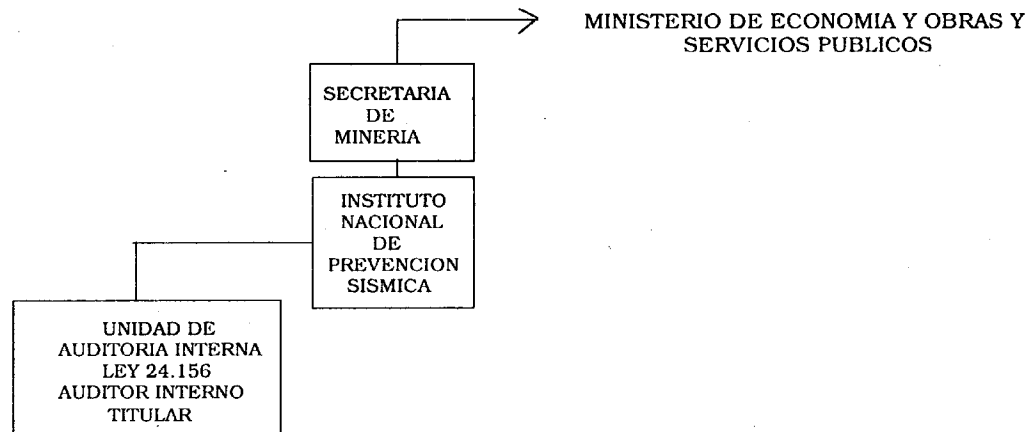 MINISTERIO DE ECONOMIA Y OBRAS Y
SERVICIOS PUBLICOS
SECRETARIA
DE
MINERIA
INSTITUTO
NACIONAL
DE
PREVENCION
SISMICA
UNIDAD DE
AUDITORIA INTERNA
LEY 24.156
AUDITOR INTERNO
TITULAR